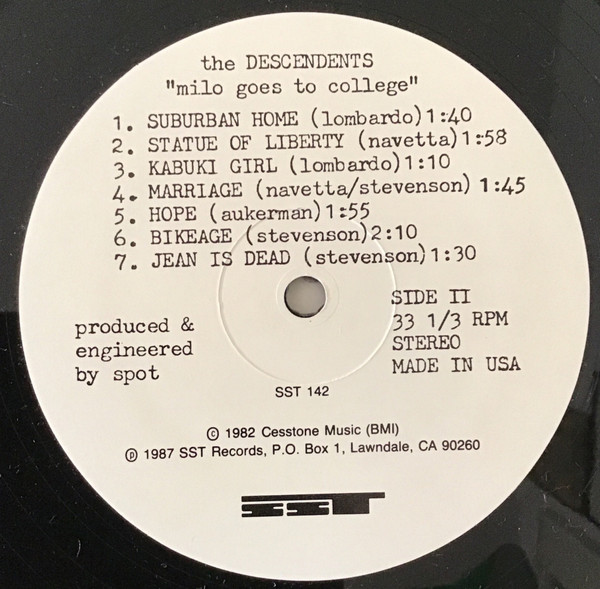 the DESCENDENTS
"milo goes to college"
1. SUBURBAN HOME (lombardo)1:40
2. STATUE OF LIBERTY (navetta)1:58
3. KABUKI GIRL (lombardo)1:10
4. MARRIAGE (navetta/stevenson) 1:45
5. HOPE (aukerman)1:55
6. BIKEAGE (stevenson)2:10
7. JEAN IS DEAD (stevenson)1:30
produced &
engineered
by spot
SIDE II
33 1/3 RPM
STEREO
MADE IN USA
SST 142
© 1982 Cesstone Music (BMI)
℗ 1987 SST Records, P.O. Box 1, Lawndale, CA 90260
SST